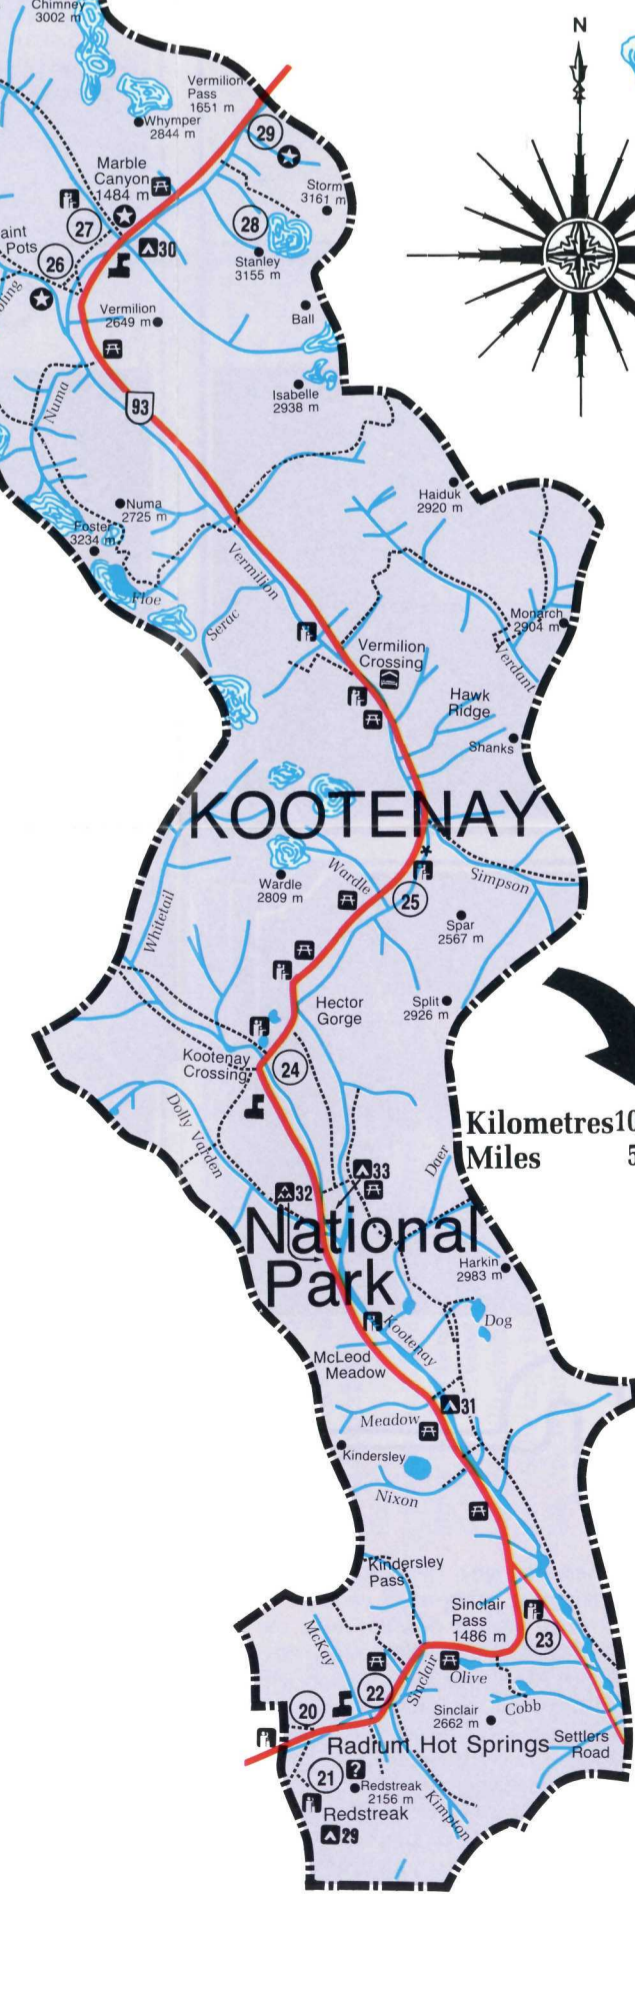 Chimney
3002 m
N
Vermilion
Pass
1651 m
Whymper
2844 m
29
Marble
Canyon
1484 m
Storm
3161 m
27
28
aint
Pots
26
30
Stanley
3155 m
Vermilion
2649 m
Ball
Isabelle
2938 m
93
Numa
Haiduk
2920 m
Numa
2725 m
Foster
3234 m
Vermilion
Floe
Serac
Monarch
2904 m
Verdant
Vermilion
Crossing
Hawk
Ridge
Shanks
KOOTENAY
Wardle
2809 m
Wardle
Simpson
25
Whitetail
Spar
2567 m
Hector
Gorge
Split
2926 m
Kootenay
Crossing
24
Dolly Varden
Kilometres 10
Miles 5
Daer
33
32
National
Park
Harkin
2983 m
Dog
Kootenay
McLeod
Meadow
31
Meadow
Kindersley
Nixon
Kindersley
Pass
Sinclair
Pass
1486 m
23
McKay
Sinclair
Olive
22
20
Cobb
Sinclair
2662 m
Settlers
Road
Radium Hot Springs
21
?
Redstreak
2156 m
Redstreak
Kimpton
29